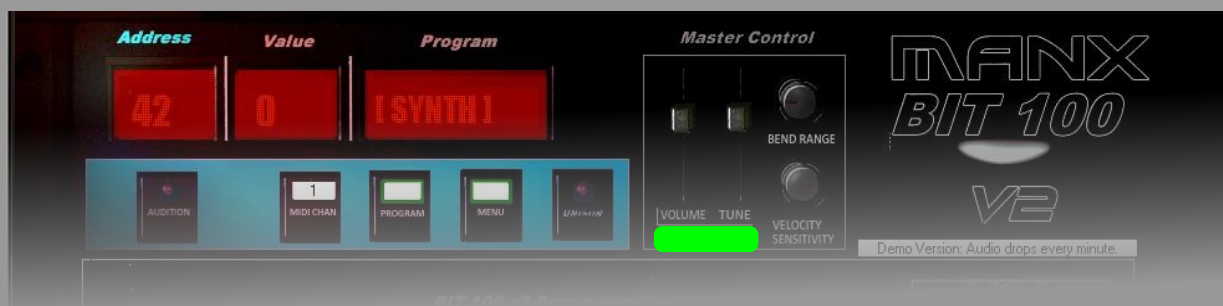 Address
Value
Program
Master Control
MANX
BIT 100
V2
42
0
[ SYNTH ]
BEND RANGE
1
AUDITION
MIDI CHAN
PROGRAM
MENU
UNISON
VOLUME
TUNE
VELOCITY
SENSITIVITY
Demo Version: Audio drops every minute.